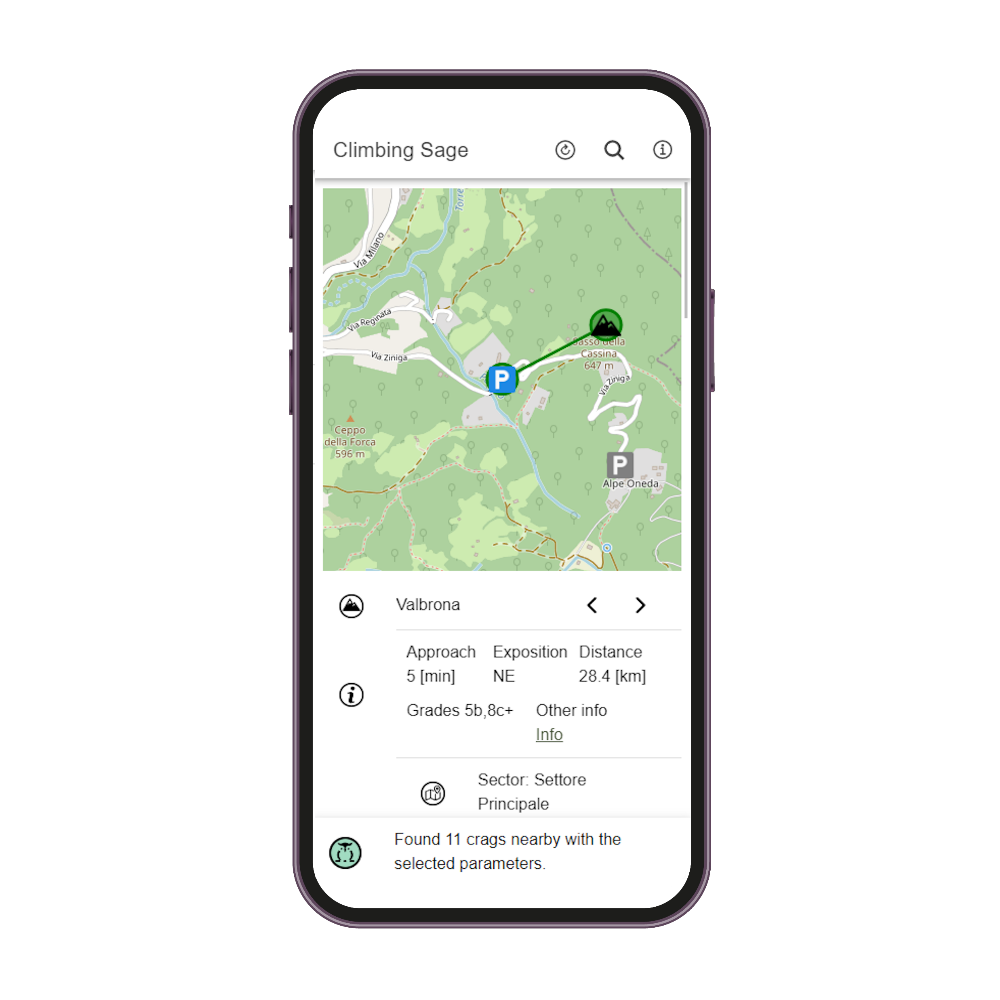 Climbing Sage
Torre
Via Milano
Via Reginata
Via Ziniga
P
Sasso della
Cassina
647 m
Via Ziniga
Ceppo
della Forca
596 m
P
Alpe Oneda
Valbrona
Approach Exposition Distance
5 [min] NE 28.4 [km]
Grades 5b,8c+ Other info
Info
Sector: Settore
Principale
Found 11 crags nearby with the
selected parameters.